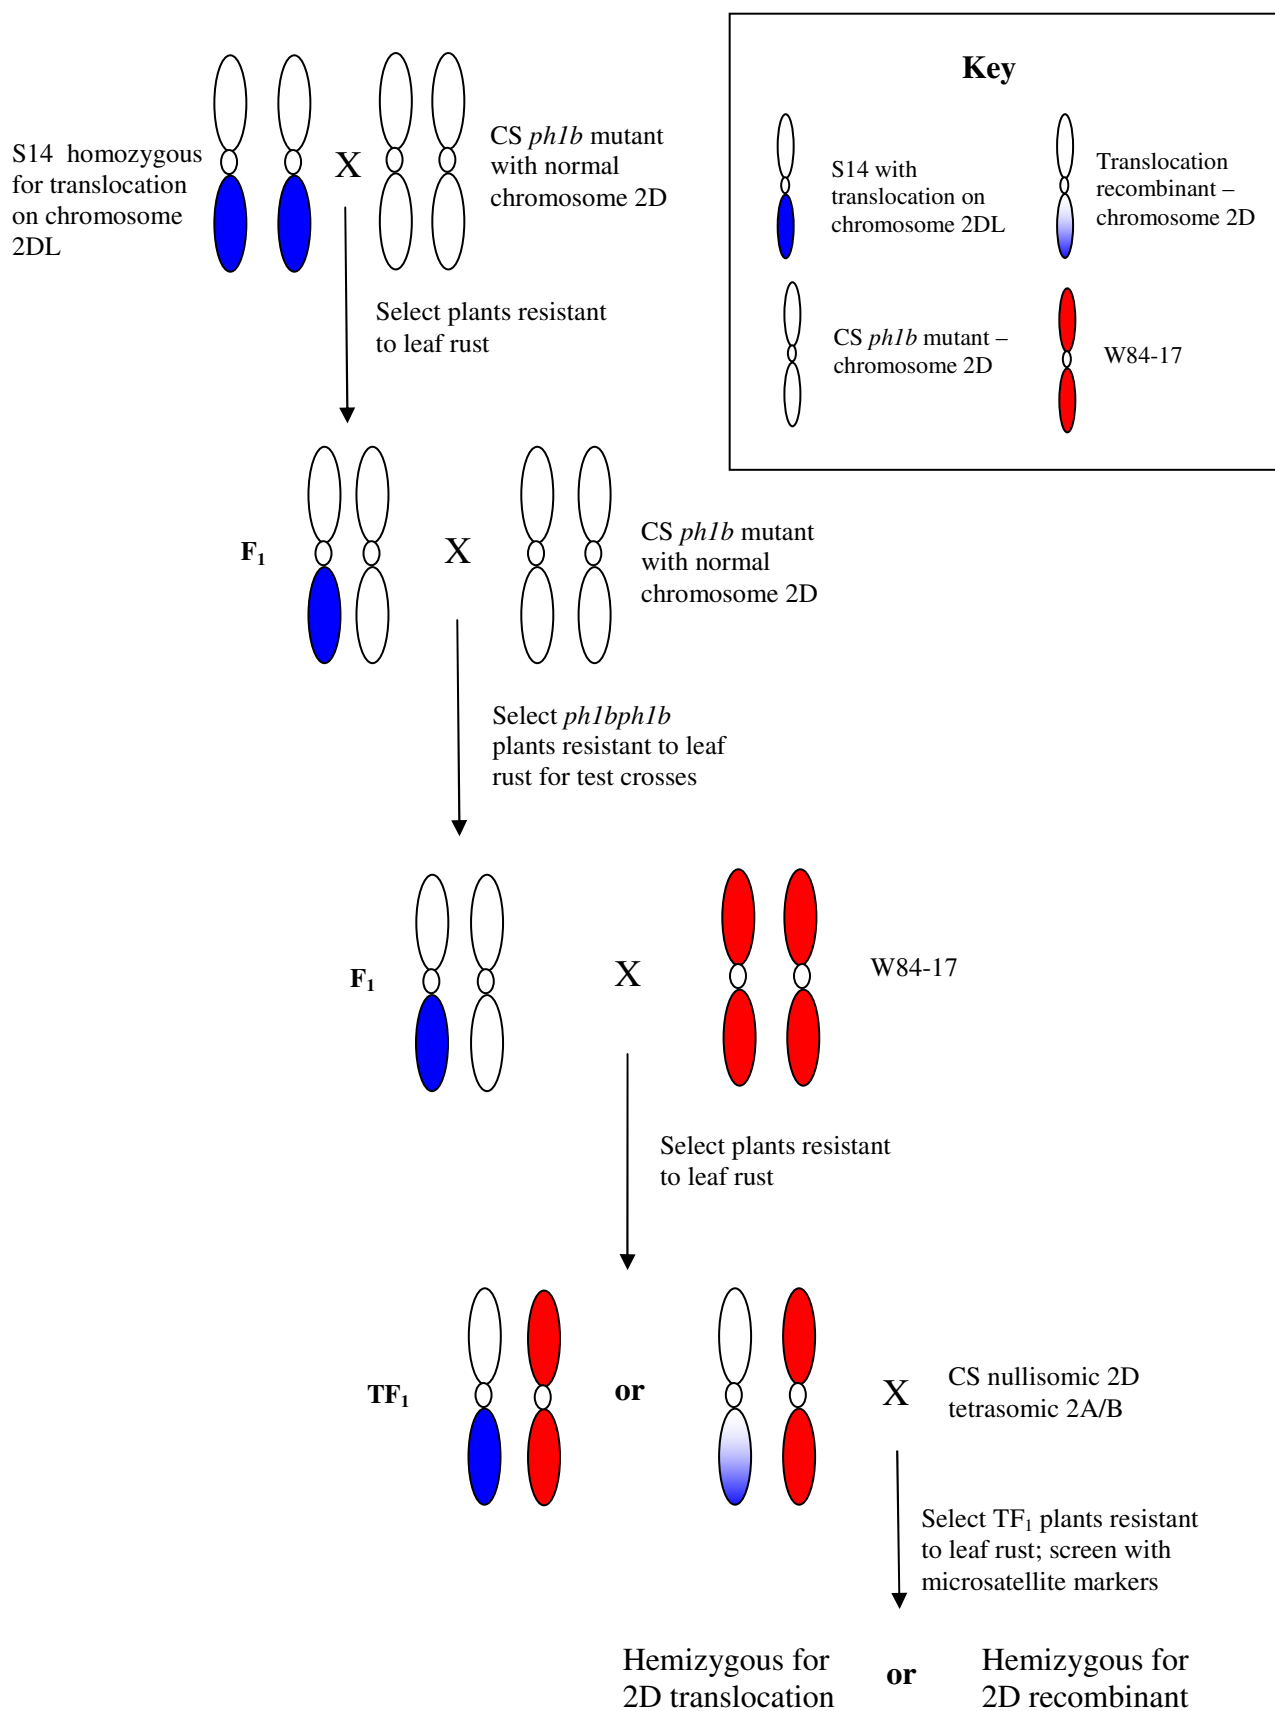 Key
S14 homozygous
for translocation
on chromosome
2DL
X
CS ph1b mutant
with normal
chromosome 2D
S14 with
translocation on
chromosome 2DL
Translocation
recombinant –
chromosome 2D
CS ph1b mutant –
chromosome 2D
W84-17
Select plants resistant
to leaf rust
F1
X
CS ph1b mutant
with normal
chromosome 2D
Select ph1bph1b
plants resistant to leaf
rust for test crosses
F1
X
W84-17
Select plants resistant
to leaf rust
TF1
or
X
CS nullisomic 2D
tetrasomic 2A/B
Select TF1 plants resistant
to leaf rust; screen with
microsatellite markers
Hemizygous for
2D translocation
or
Hemizygous for
2D recombinant